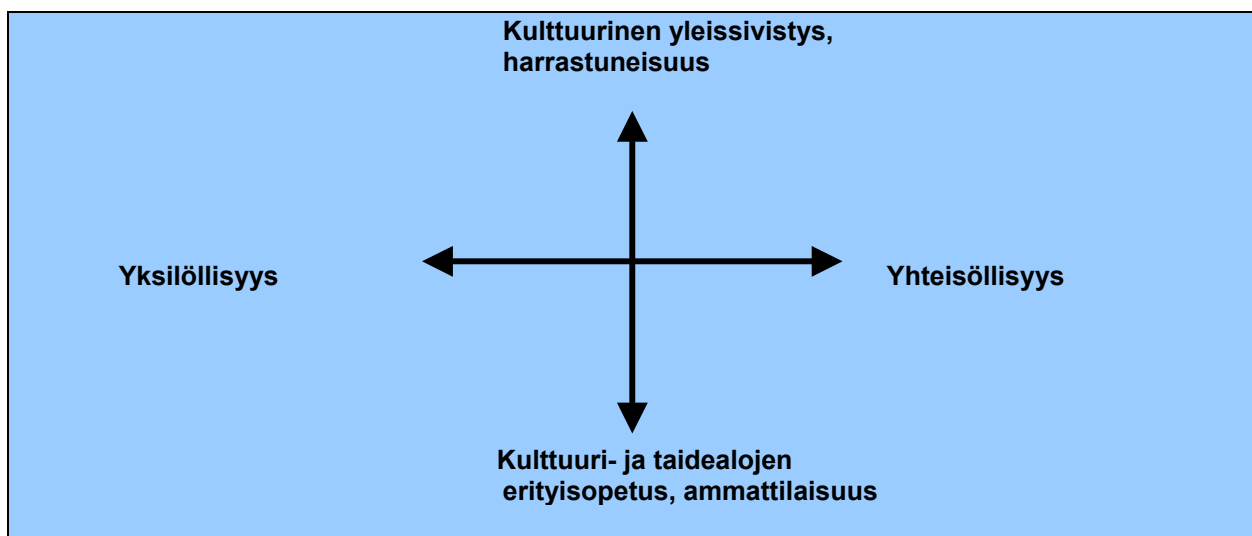 Kulttuurinen yleissivistys,
harrastuneisuus
Yksilöllisyys
Yhteisöllisyys
Kulttuuri- ja taidealojen
erityisopetus, ammattilaisuus